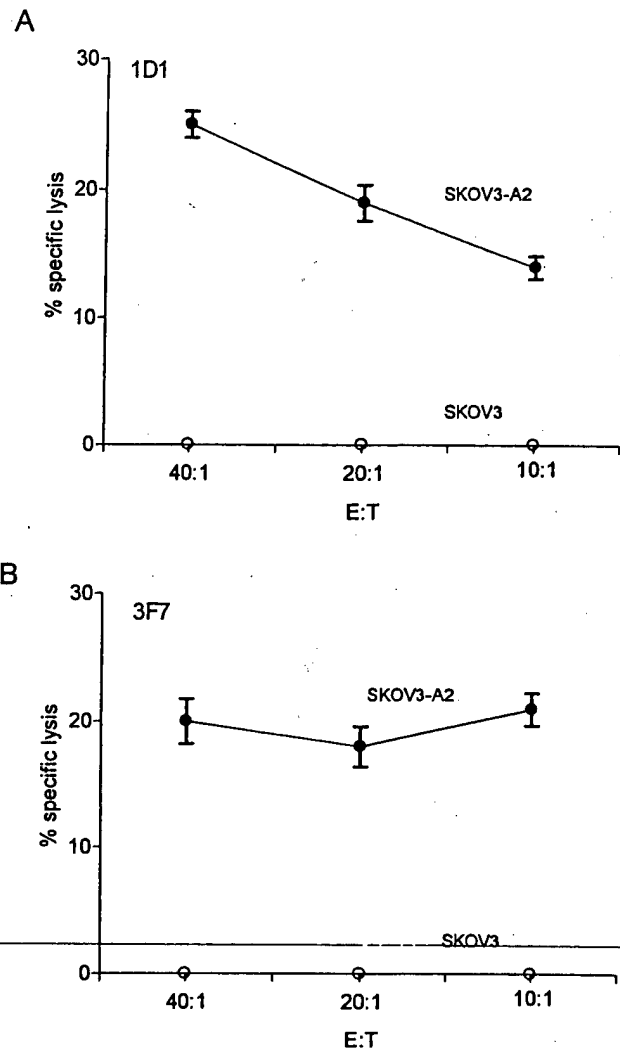 A
1D1
30
20
10
0
% specific lysis
SKOV3-A2
SKOV3
40:1 20:1 10:1
E:T
B
3F7
30
20
10
0
% specific lysis
SKOV3-A2
SKOV3
40:1 20:1 10:1
E:T